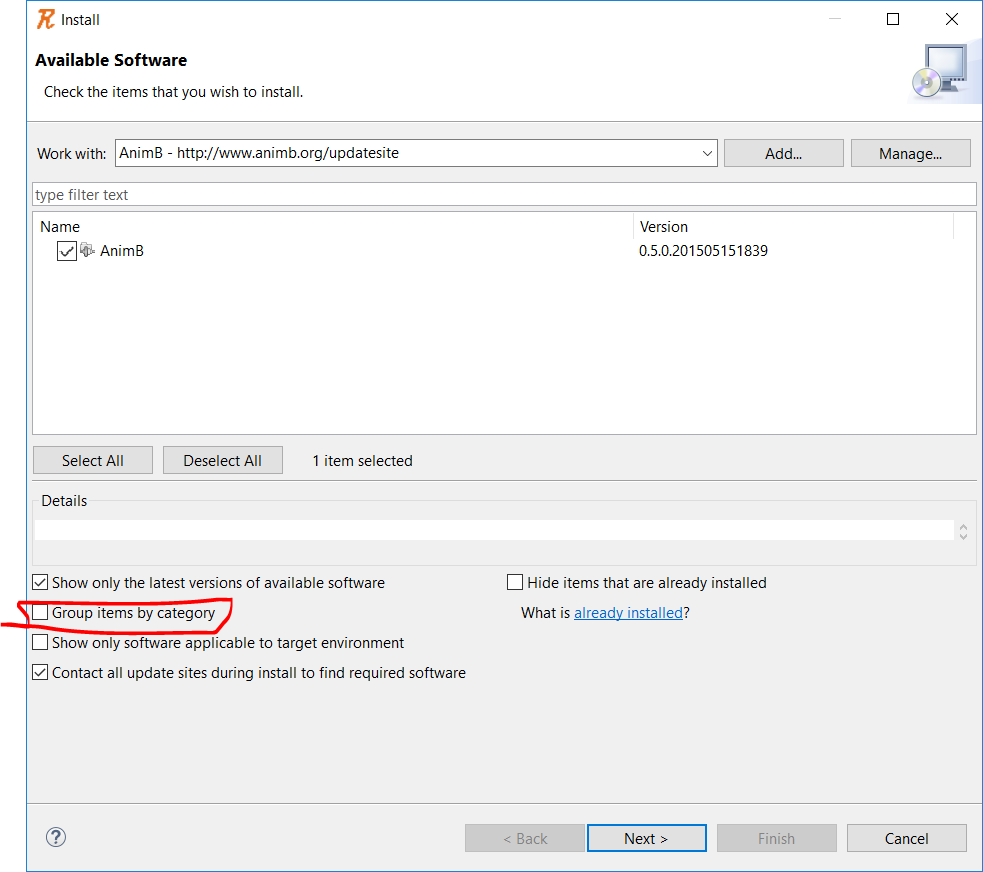 Install
Available Software
Check the items that you wish to install.
Work with: AnimB - http://www.animb.org/updatesite Add... Manage...
type filter text
Name Version
AnimB 0.5.0.201505151839
Select All Deselect All 1 item selected
Details
Show only the latest versions of available software Hide items that are already installed
Group items by category What is already installed?
Show only software applicable to target environment
Contact all update sites during install to find required software
? < Back Next > Finish Cancel